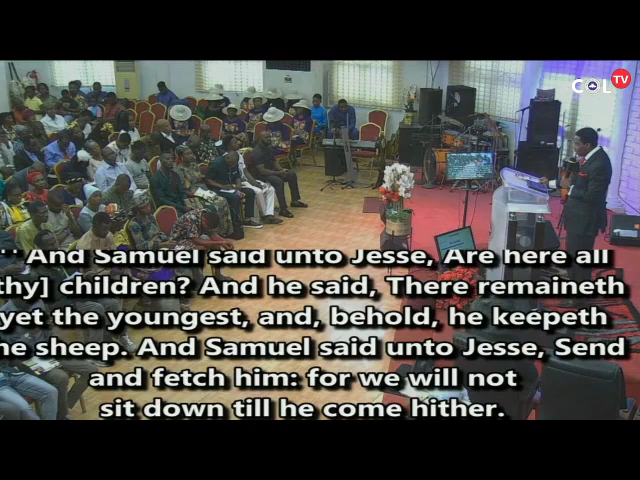 COL TV
And Samuel said unto Jesse, Are here all
thy] children? And he said, There remaineth
yet the youngest, and, behold, he keepeth
he sheep. And Samuel said unto Jesse, Send
and fetch him: for we will not
sit down till he come hither.